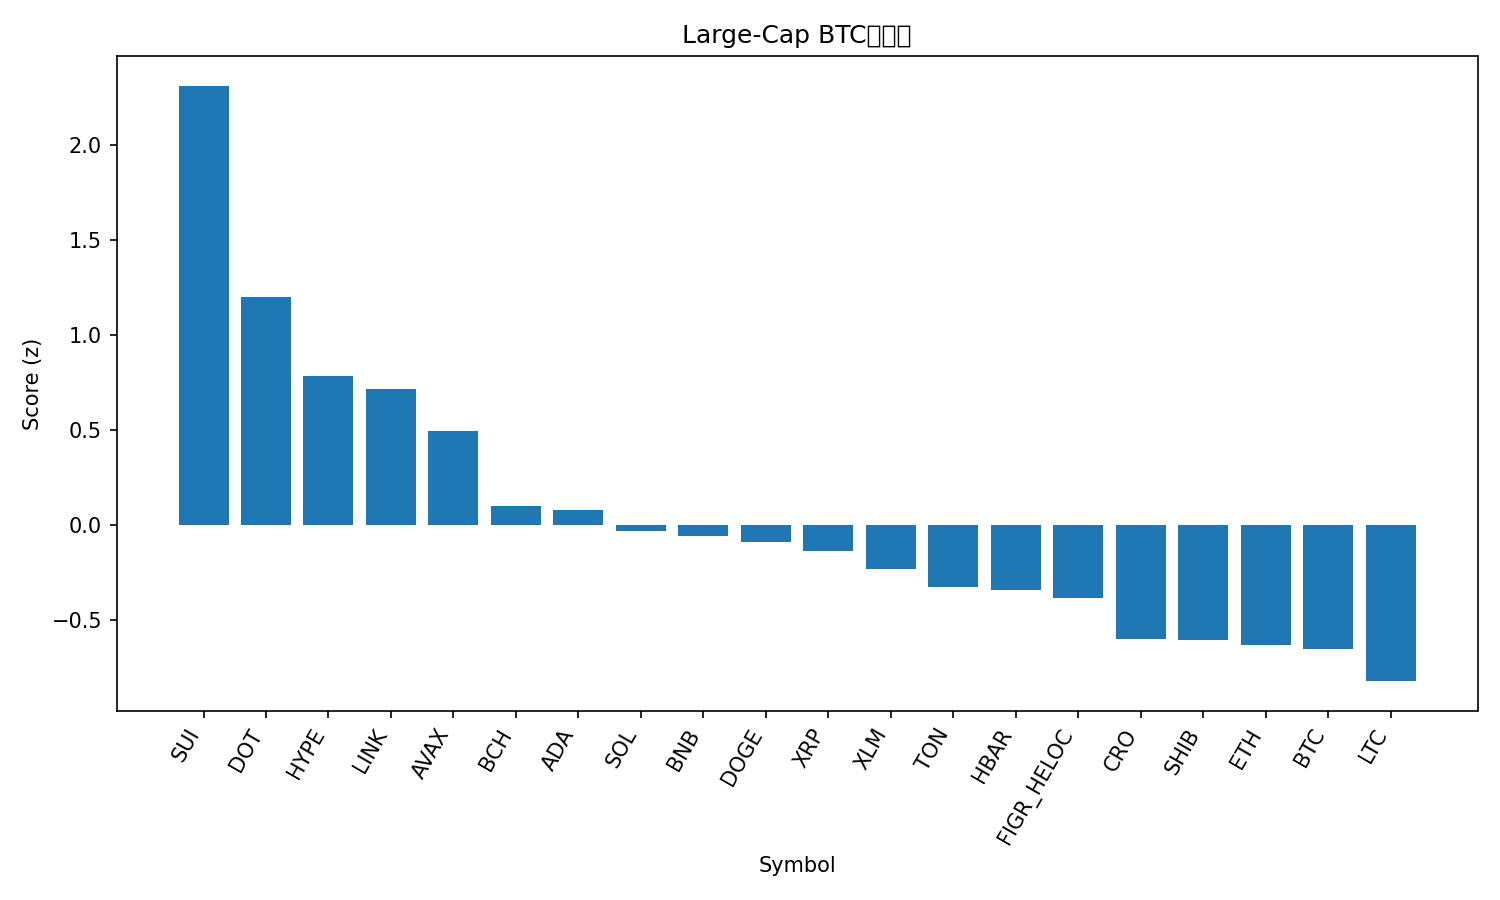 Large-Cap BTC
Score (z)
2.0
1.5
1.0
0.5
0.0
−0.5
SUI
DOT
HYPE
LINK
AVAX
BCH
ADA
SOL
BNB
DOGE
XRP
XLM
TON
HBAR
FIGR_HELOC
CRO
SHIB
ETH
BTC
LTC
Symbol